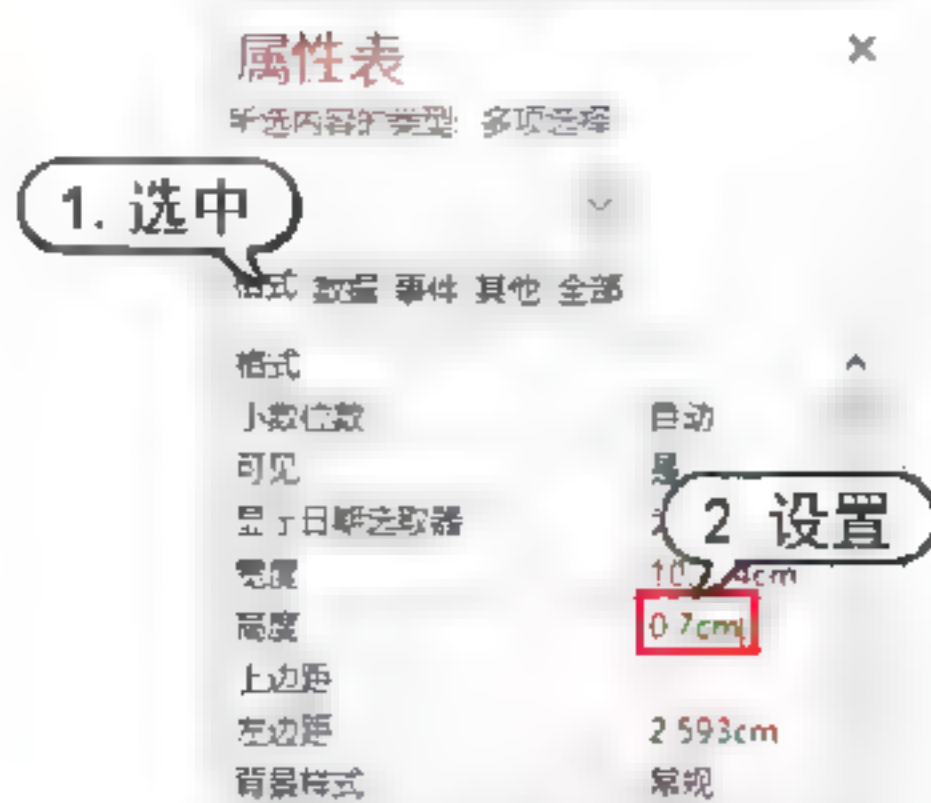 属性表
所选内容的类型: 多项选择
1. 选中
格式 数据 事件 其他 全部
格式
小数位数 自动
可见 是
显示日期选取器
2 设置
宽度
高度 0.7cm
上边距
左边距 2.593cm
背景样式 常规